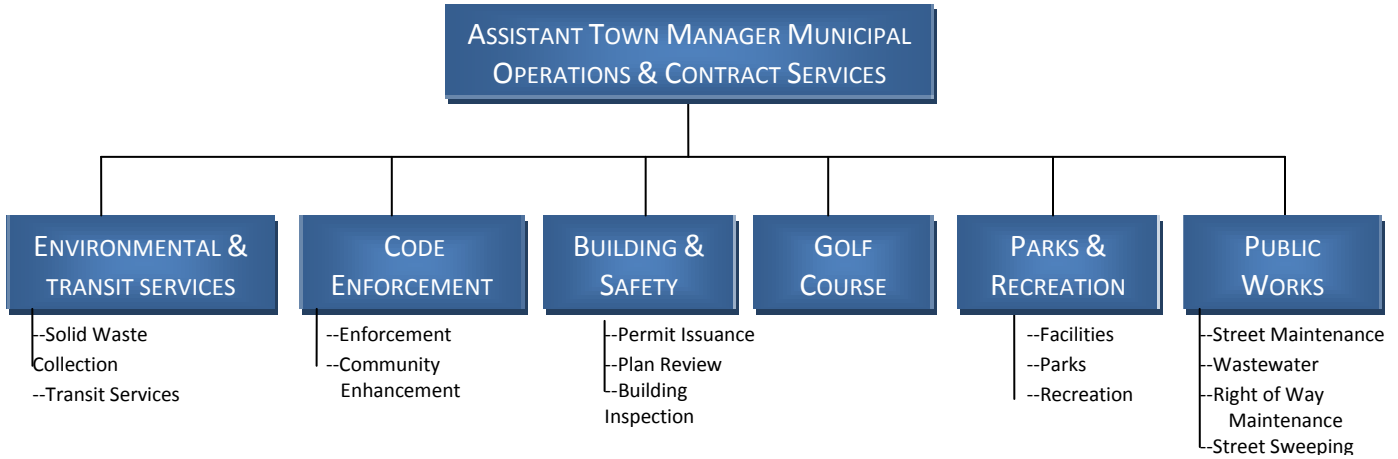 ASSISTANT TOWN MANAGER MUNICIPAL
OPERATIONS & CONTRACT SERVICES
ENVIRONMENTAL &
TRANSIT SERVICES
--Solid Waste
Collection
--Transit Services
CODE
ENFORCEMENT
--Enforcement
--Community
Enhancement
BUILDING &
SAFETY
--Permit Issuance
--Plan Review
--Building
Inspection
GOLF
COURSE
PARKS &
RECREATION
--Facilities
--Parks
--Recreation
PUBLIC
WORKS
--Street Maintenance
--Wastewater
--Right of Way
Maintenance
--Street Sweeping